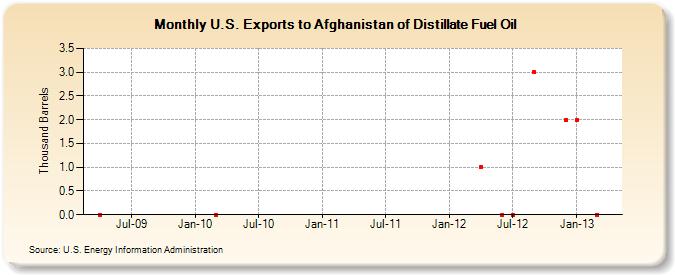 Monthly U.S. Exports to Afghanistan of Distillate Fuel Oil
Thousand Barrels
3.5
3.0
2.5
2.0
1.5
1.0
0.5
0.0
Jul-09 Jan-10 Jul-10 Jan-11 Jul-11 Jan-12 Jul-12 Jan-13
Source: U.S. Energy Information Administration